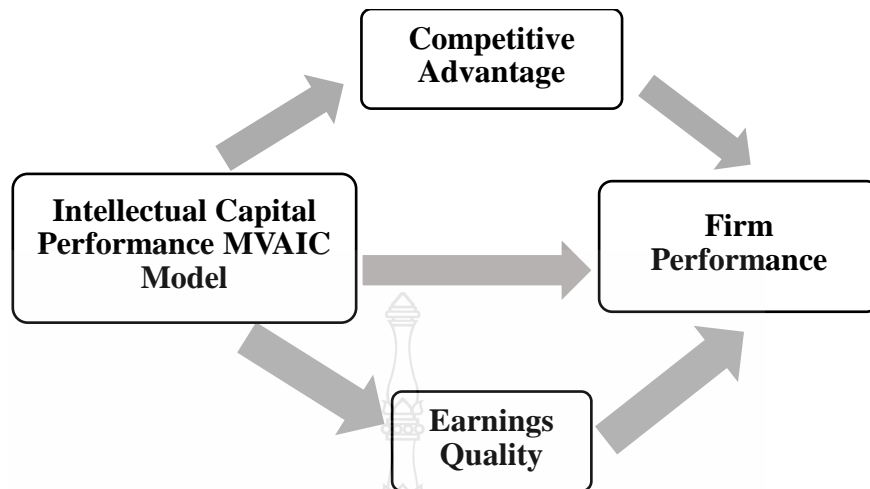 Competitive
Advantage
Intellectual Capital
Performance MVAIC
Model
Firm
Performance
Earnings
Quality